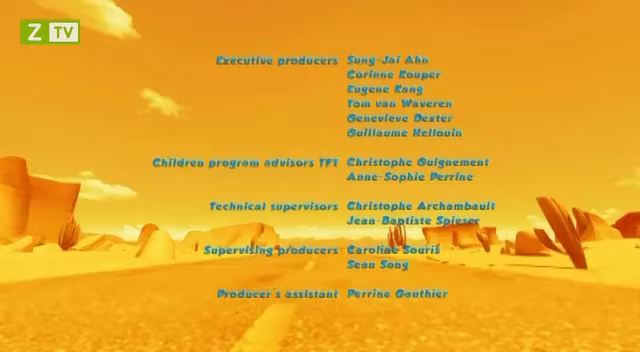 Z TV
Executive producers Sung-Jai Ahn
Corinne Kouper
Eugene Kang
Tom van Waveren
Genevieve Dexter
Guillaume Hellouin
Children program advisors TF1 Christophe Guignement
Anne-Sophie Perrine
Technical supervisors Christophe Archambault
Jean-Baptiste Spieser
Supervising producers Caroline Souris
Sean Song
Producer's assistant Perrine Gauthier